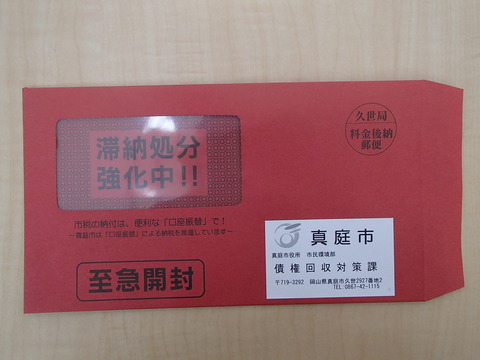 滞納処分
強化中!!
久世局
料金後納
郵便
市税の納付は、便利な「口座振替」で!
～真庭市は「口座振替」による納税を推進しています～
至急開封
真庭市
真庭市役所 市民環境部
債権回収対策課
〒719-3292 岡山県真庭市久世2927番地2
TEL:0867-42-1115